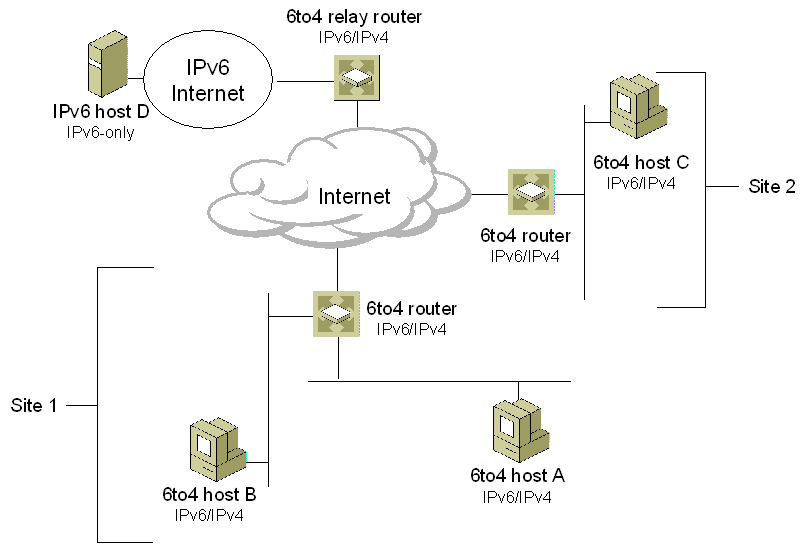 6to4 relay router
IPv6/IPv4
IPv6
Internet
IPv6 host D
IPv6-only
6to4 host C
IPv6/IPv4
Site 2
Internet
6to4 router
IPv6/IPv4
6to4 router
IPv6/IPv4
Site 1
6to4 host B
IPv6/IPv4
6to4 host A
IPv6/IPv4